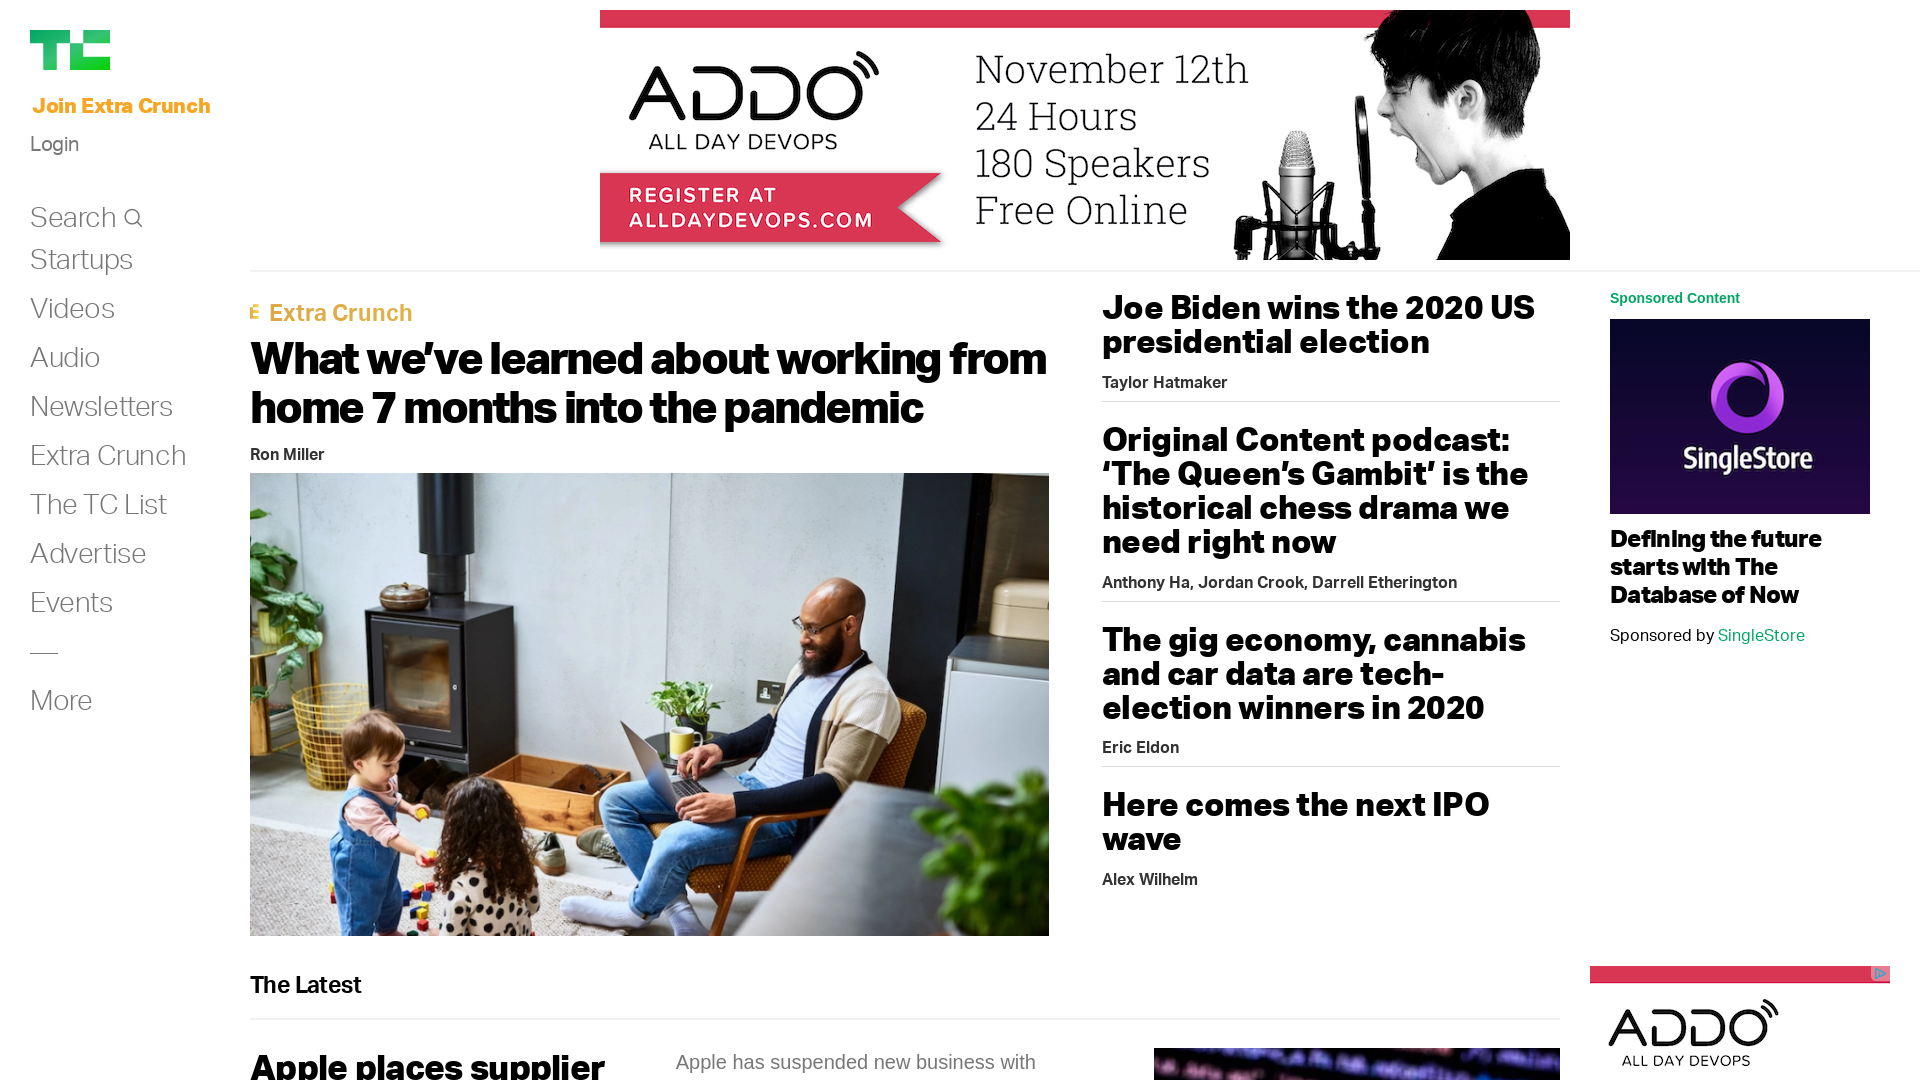 TC
Join Extra Crunch
Login
Search
Startups
Videos
Audio
Newsletters
Extra Crunch
The TC List
Advertise
Events
More
ADDO
ALL DAY DEVOPS
REGISTER AT
ALLDAYDEVOPS.COM
November 12th
24 Hours
180 Speakers
Free Online
Extra Crunch
What we’ve learned about working from
home 7 months into the pandemic
Ron Miller
Joe Biden wins the 2020 US
presidential election
Taylor Hatmaker
Original Content podcast:
‘The Queen’s Gambit’ is the
historical chess drama we
need right now
Anthony Ha, Jordan Crook, Darrell Etherington
The gig economy, cannabis
and car data are tech-
election winners in 2020
Eric Eldon
Here comes the next IPO
wave
Alex Wilhelm
Sponsored Content
SingleStore
Defining the future
starts with The
Database of Now
Sponsored by SingleStore
The Latest
Apple places supplier
Apple has suspended new business with
ADDO
ALL DAY DEVOPS